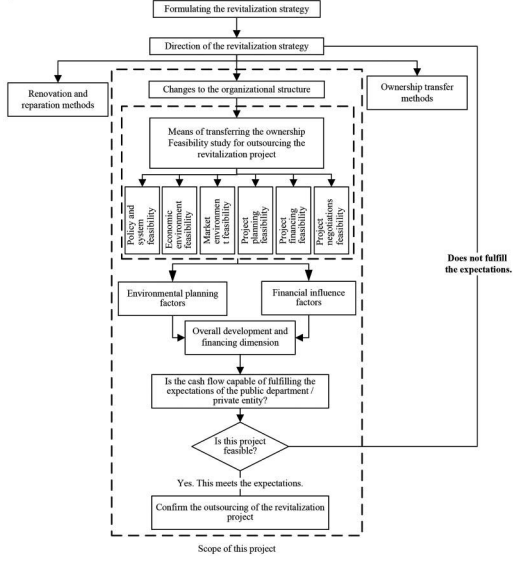 Formulating the revitalization strategy
Direction of the revitalization strategy
Renovation and
reparation methods
Changes to the organizational structure
Ownership transfer
methods
Means of transferring the ownership
Feasibility study for outsourcing the
revitalization project
Policy and
system
feasibility
Economic
environment
feasibility
Market
environmen
t feasibility
Project
planning
feasibility
Project
financing
feasibility
Project
negotiations
feasibility
Does not fulfill
the expectations.
Environmental planning
factors
Financial influence
factors
Overall development and
financing dimension
Is the cash flow capable of fulfilling the
expectations of the public department /
private entity?
Is this project
feasible?
Yes. This meets the expectations.
Confirm the outsourcing of the revitalization
project
Scope of this project